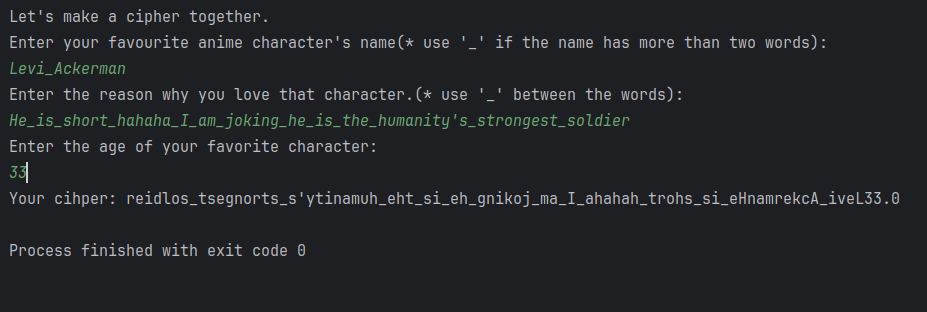 Let's make a cipher together.
Enter your favourite anime character's name(* use '_' if the name has more than two words):
Levi_Ackerman
Enter the reason why you love that character.(* use '_' between the words):
He_is_short_hahaha_I_am_joking_he_is_the_humanity's_strongest_soldier
Enter the age of your favorite character:
33
Your cihper: reidlos_tsegnorts_s'ytinamuh_eht_si_eh_gnikoj_ma_I_ahahah_trohs_si_eHnamrekcA_iveL33.0
Process finished with exit code 0